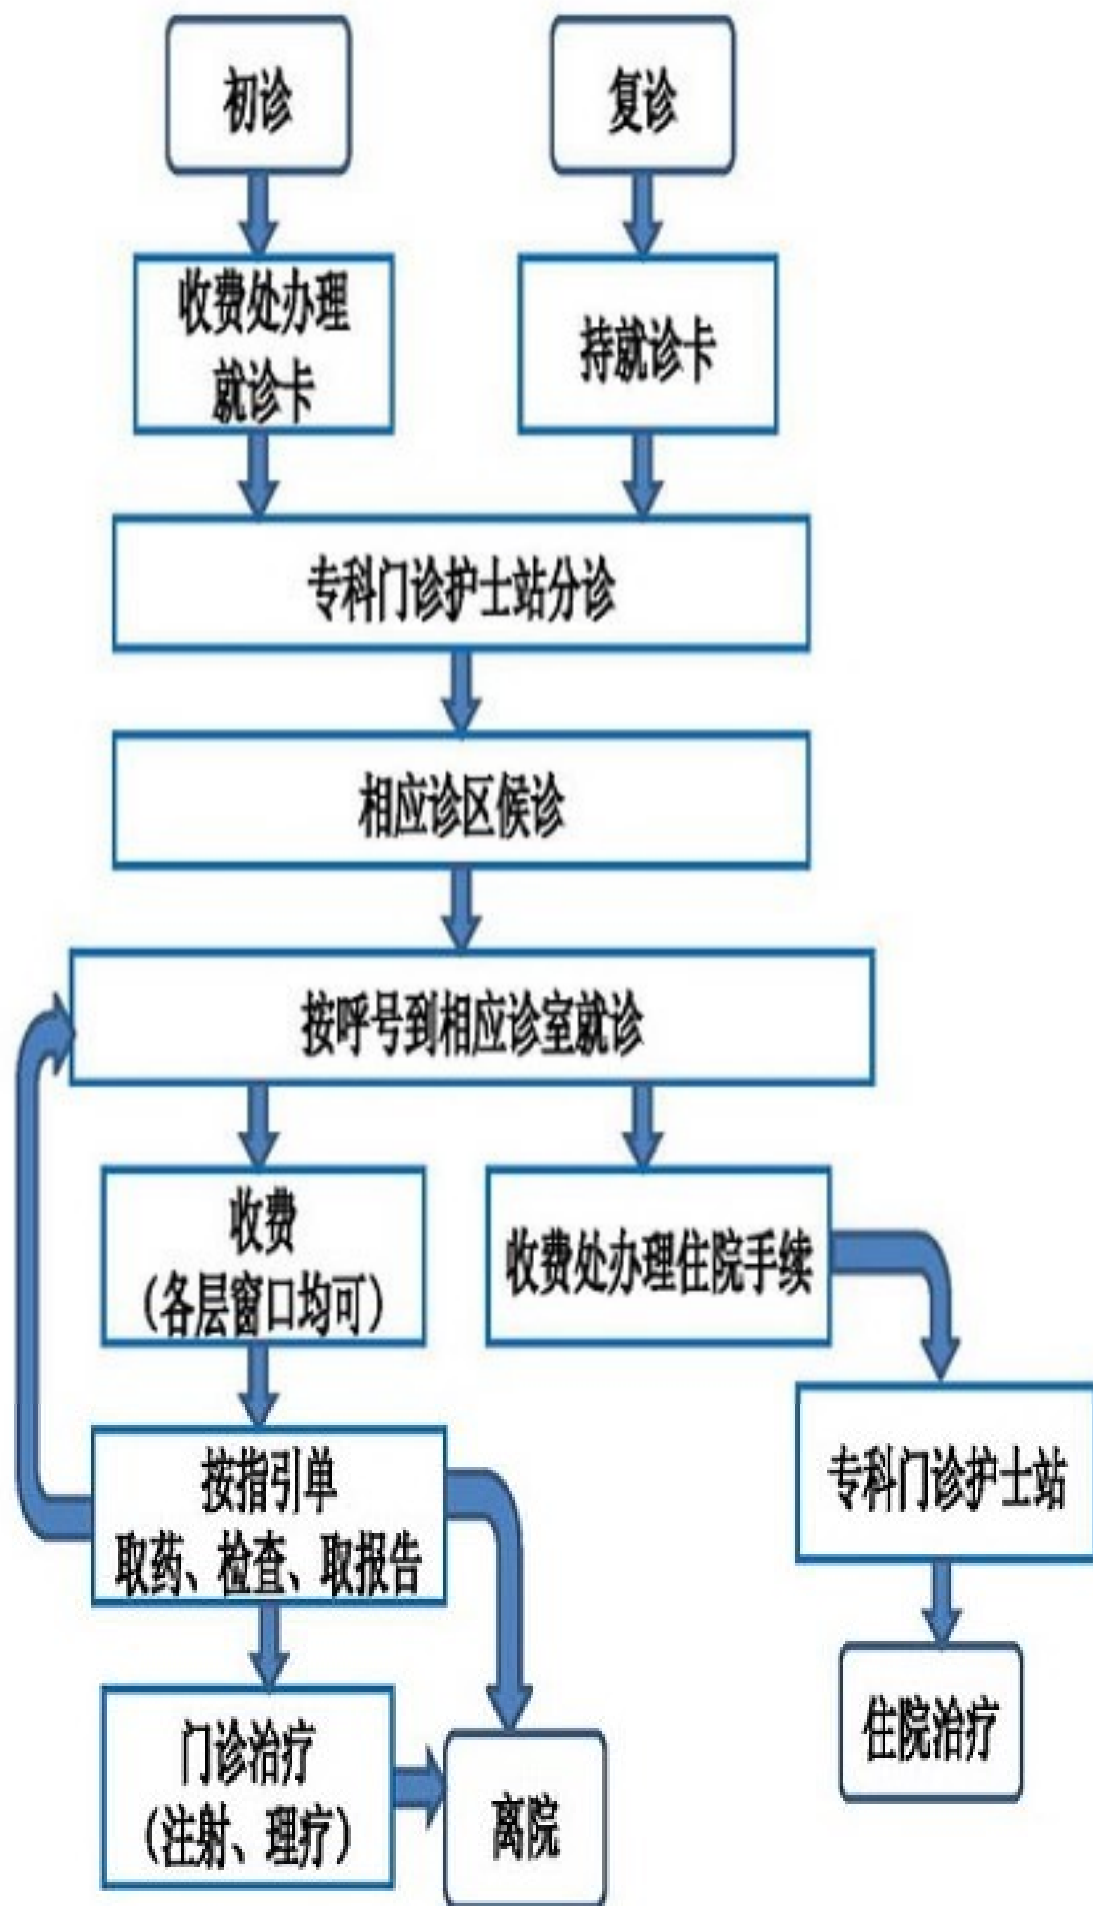 初诊
复诊
收费处办理
就诊卡
持就诊卡
专科门诊护士站分诊
相应诊区候诊
按呼号到相应诊室就诊
收费
（各层窗口均可）
收费处办理住院手续
按指引单
取药、检查、取报告
专科门诊护士站
门诊治疗
（注射、理疗）
离院
住院治疗